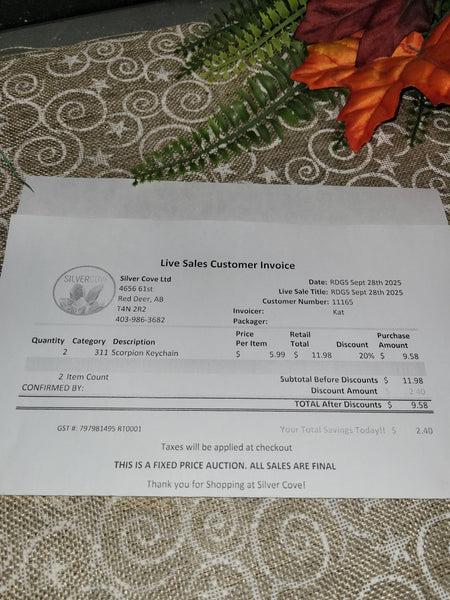 Live Sales Customer Invoice
SILVERCOVE
Silver Cove Ltd
4656 61st
Red Deer, AB
T4N 2R2
403-986-3682
Date: RDGS Sept 28th 2025
Live Sale Title: RDGS Sept 28th 2025
Customer Number: 11165
Invoicer: Kat
Packager:
Quantity Category Description Price Per Item Retail Total Discount Purchase Amount
2 311 Scorpion Keychain $ 5.99 $ 11.98 20% $ 9.58
2 Item Count
Subtotal Before Discounts $ 11.98
CONFIRMED BY:
Discount Amount $ 2.40
TOTAL After Discounts $ 9.58
GST #: 797981495 RT0001
Your Total Savings Today!! $ 2.40
Taxes will be applied at checkout
THIS IS A FIXED PRICE AUCTION. ALL SALES ARE FINAL
Thank you for Shopping at Silver Cove!